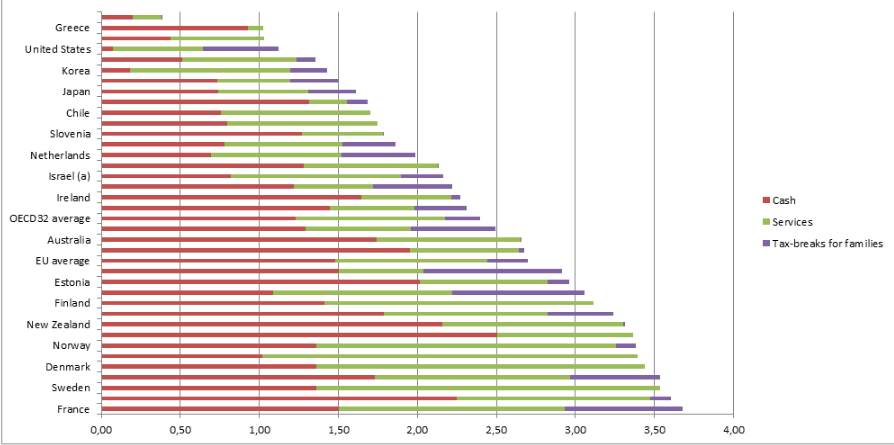 Greece
United States
Korea
Japan
Chile
Slovenia
Netherlands
Israel (a)
Ireland
OECD32 average
Australia
EU average
Estonia
Finland
New Zealand
Norway
Denmark
Sweden
France
0,00 0,50 1,00 1,50 2,00 2,50 3,00 3,50 4,00
Cash
Services
Tax-breaks for families